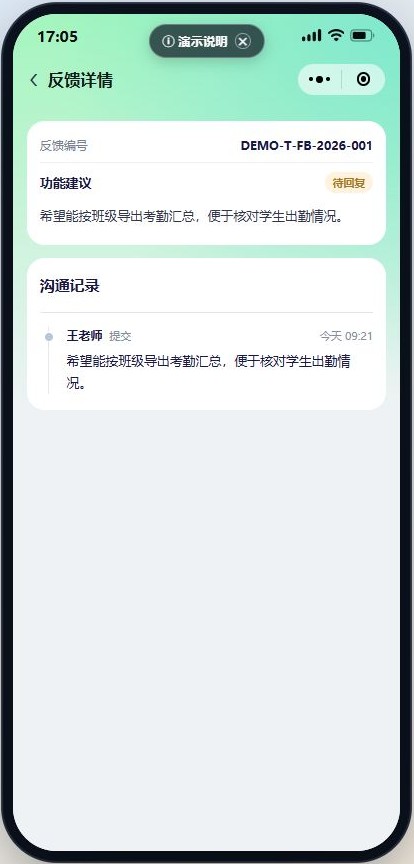 17:05
演示说明
反馈详情
反馈编号 DEMO-T-FB-2026-001
功能建议 待回复
希望能按班级导出考勤汇总，便于核对学生出勤情况。
沟通记录
王老师 提交 今天 09:21
希望能按班级导出考勤汇总，便于核对学生出勤情
况。